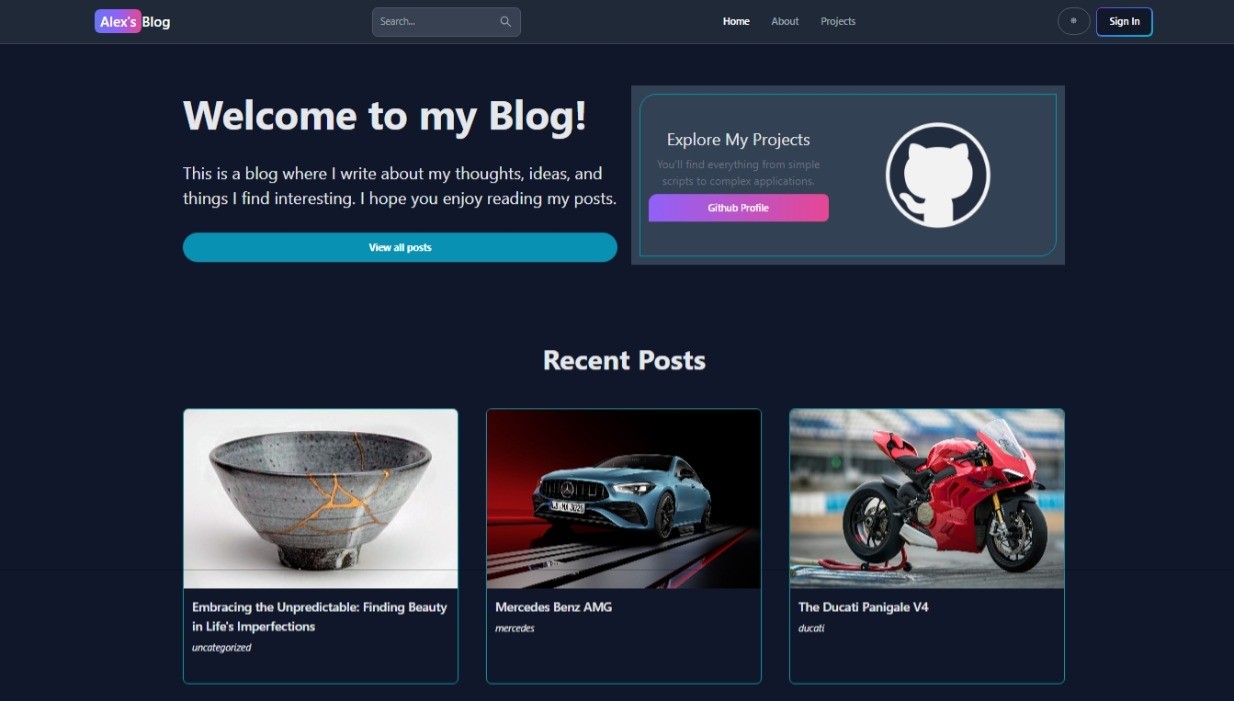 Alex's Blog
Search...
Home
About
Projects
Sign In
Welcome to my Blog!
This is a blog where I write about my thoughts, ideas, and
things I find interesting. I hope you enjoy reading my posts.
View all posts
Explore My Projects
You'll find everything from simple
scripts to complex applications.
Github Profile
Recent Posts
Embracing the Unpredictable: Finding Beauty
in Life's Imperfections
uncategorized
Mercedes Benz AMG
mercedes
The Ducati Panigale V4
ducati